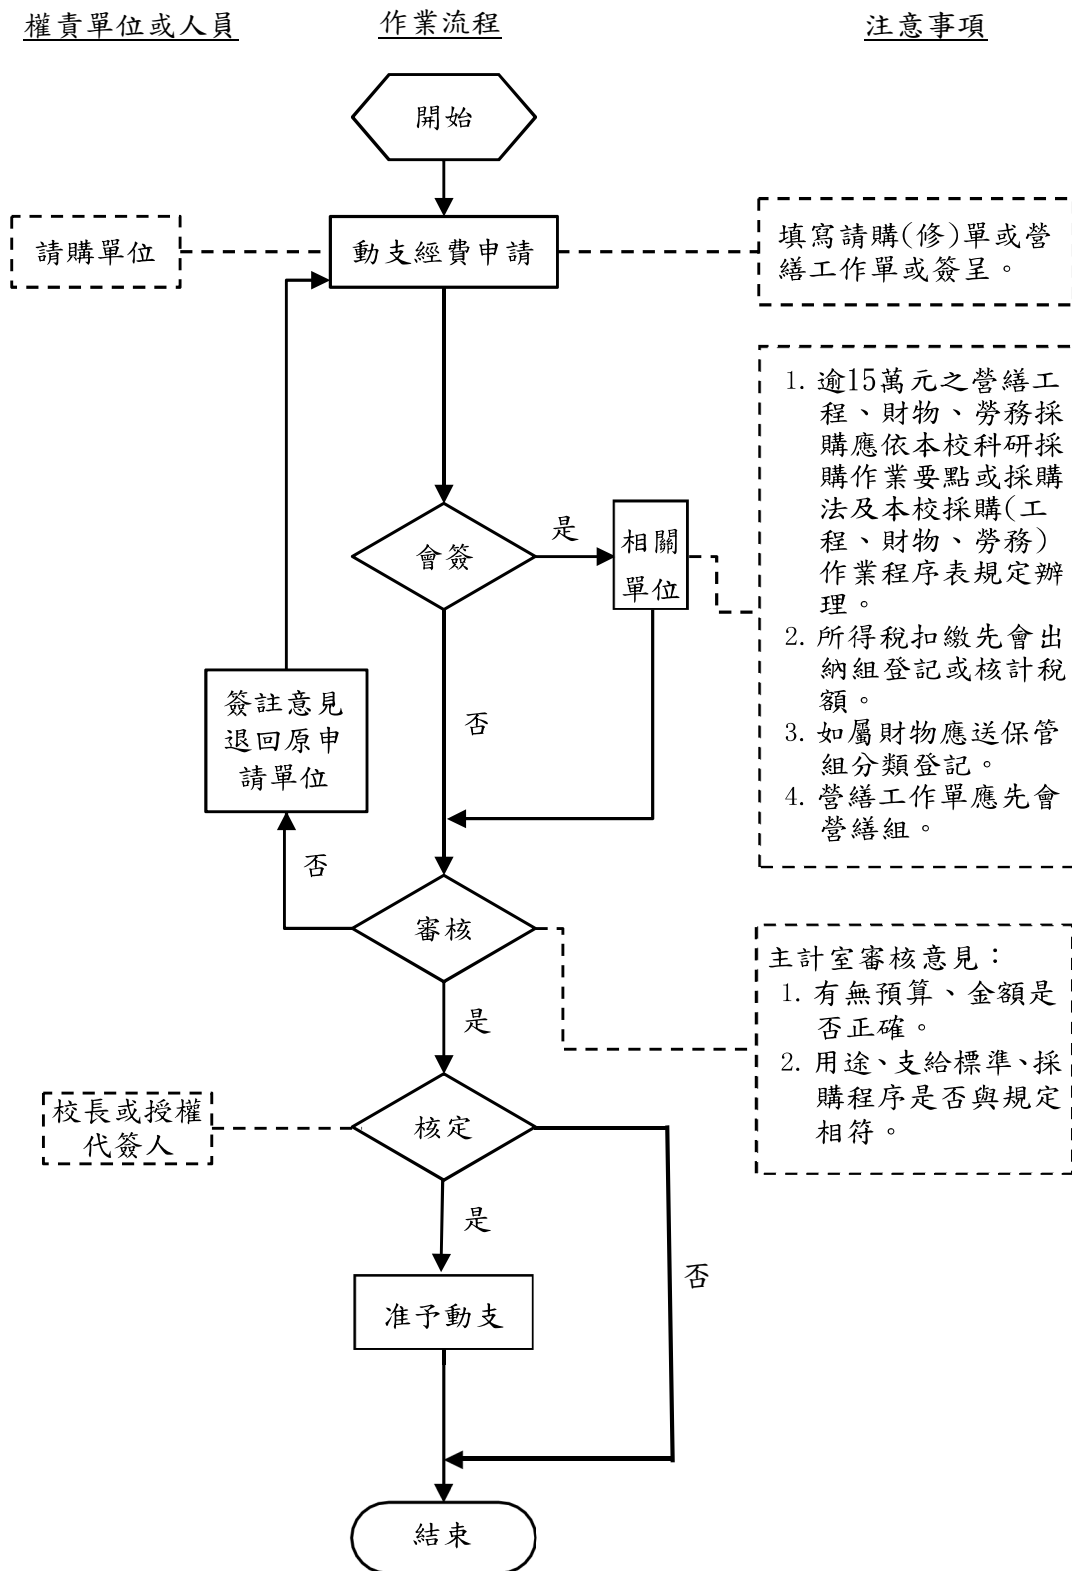 權責單位或人員
作業流程
注意事項
開始
請購單位
動支經費申請
填寫請購(修)單或營
繕工作單或簽呈。
1. 逾15萬元之營繕工
程、財物、勞務採
購應依本校科研採
購作業要點或採購
法及本校採購(工
程、財物、勞務)
作業程序表規定辦
理。
2. 所得稅扣繳先會出
納組登記或核計稅
額。
3. 如屬財物應送保管
組分類登記。
4. 營繕工作單應先會
營繕組。
會簽
是
相關
單位
否
簽註意見
退回原申
請單位
否
審核
主計室審核意見：
1. 有無預算、金額是
否正確。
2. 用途、支給標準、採
購程序是否與規定
相符。
是
校長或授權
代簽人
核定
是
否
准予動支
結束